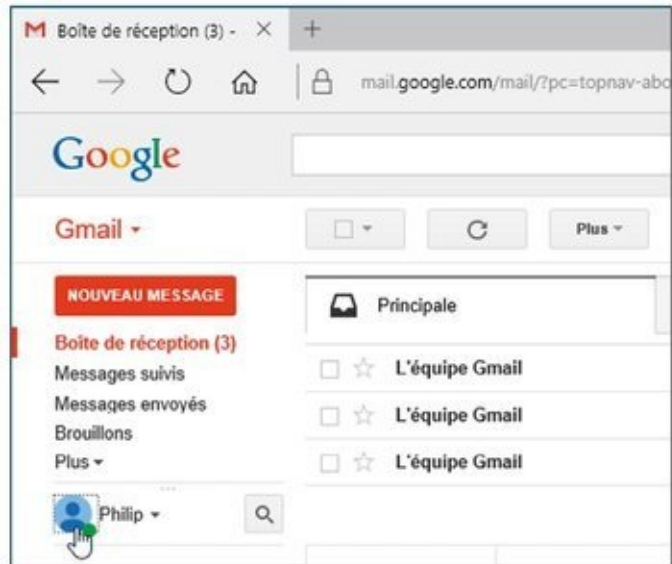 Boîte de réception (3) -
mail.google.com/mail/?pc=topnav-abo
Google
Gmail
Plus
NOUVEAU MESSAGE
Principale
Boîte de réception (3)
Messages suivis
Messages envoyés
Brouillons
Plus
L'équipe Gmail
L'équipe Gmail
L'équipe Gmail
Philip